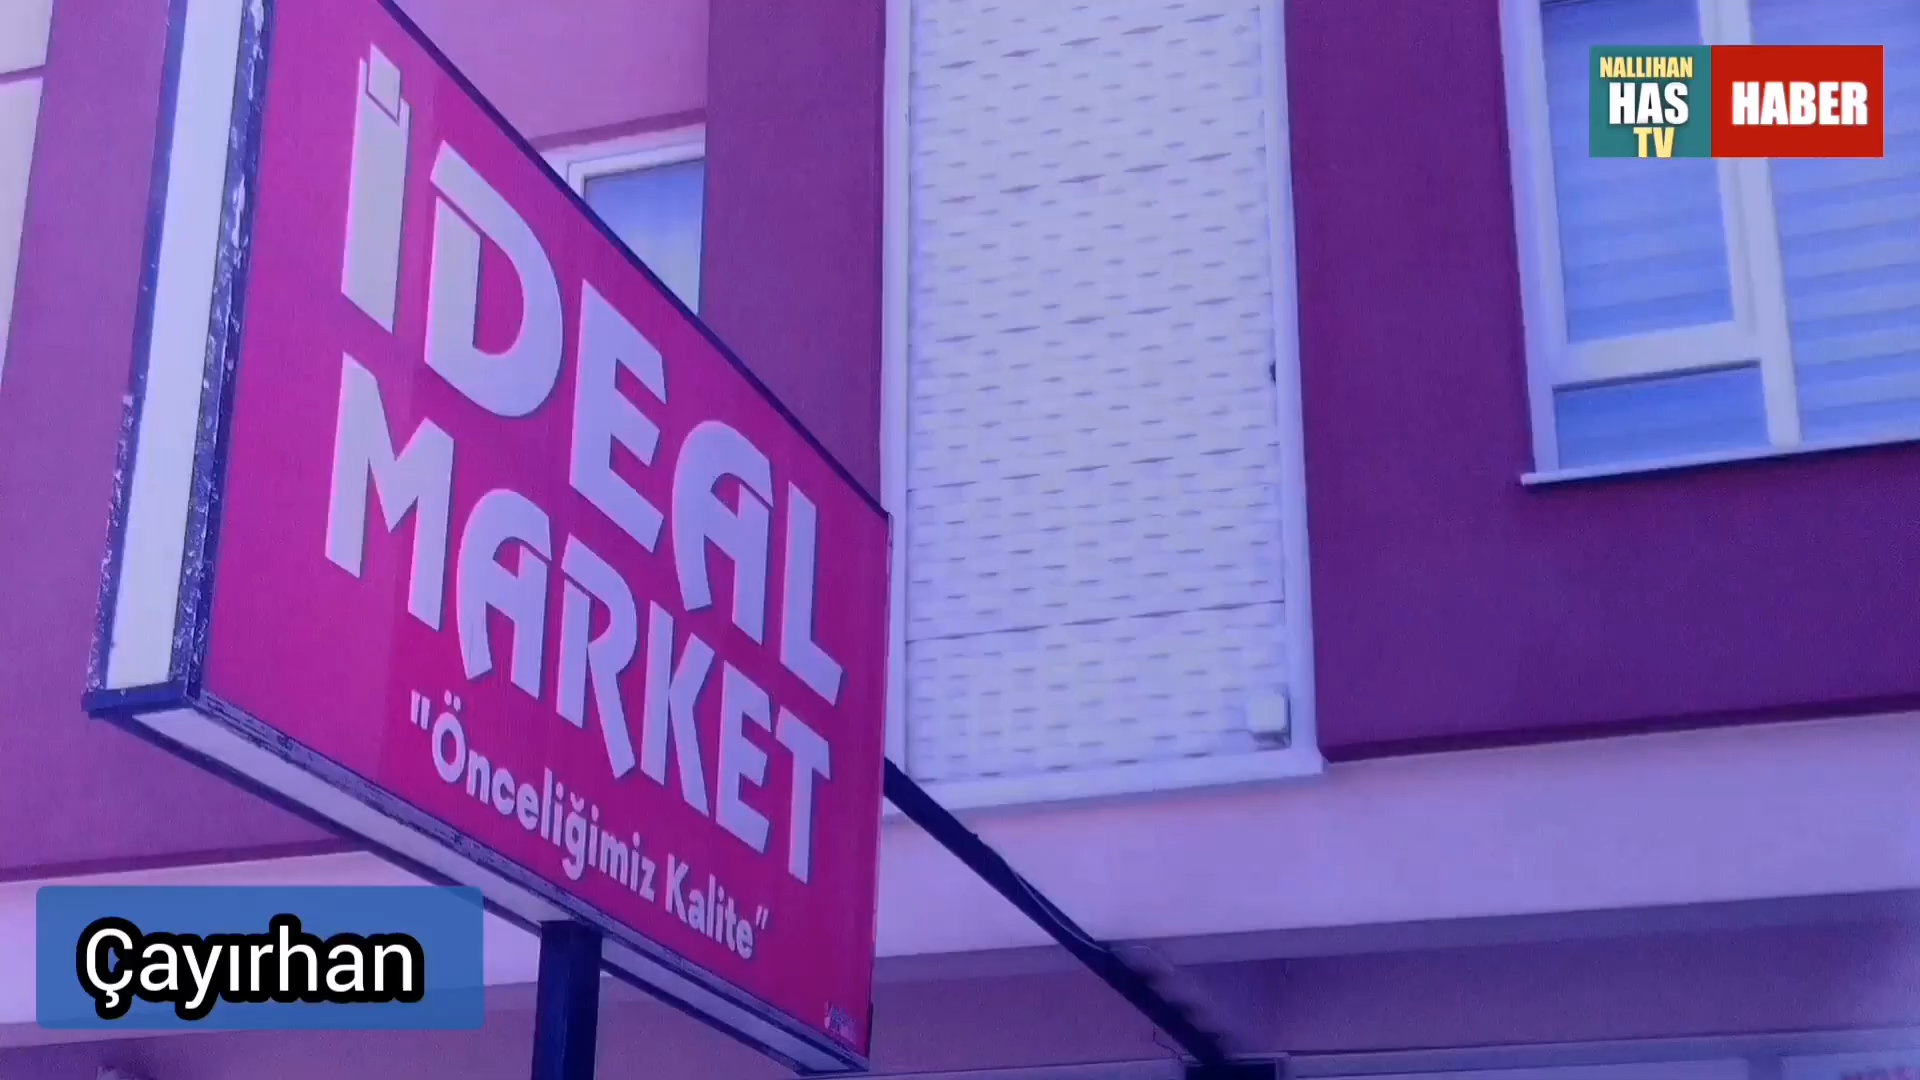 NALLIHAN
HAS
TV
HABER
İDEAL
MARKET
"Önceliğimiz Kalite"
Çayırhan